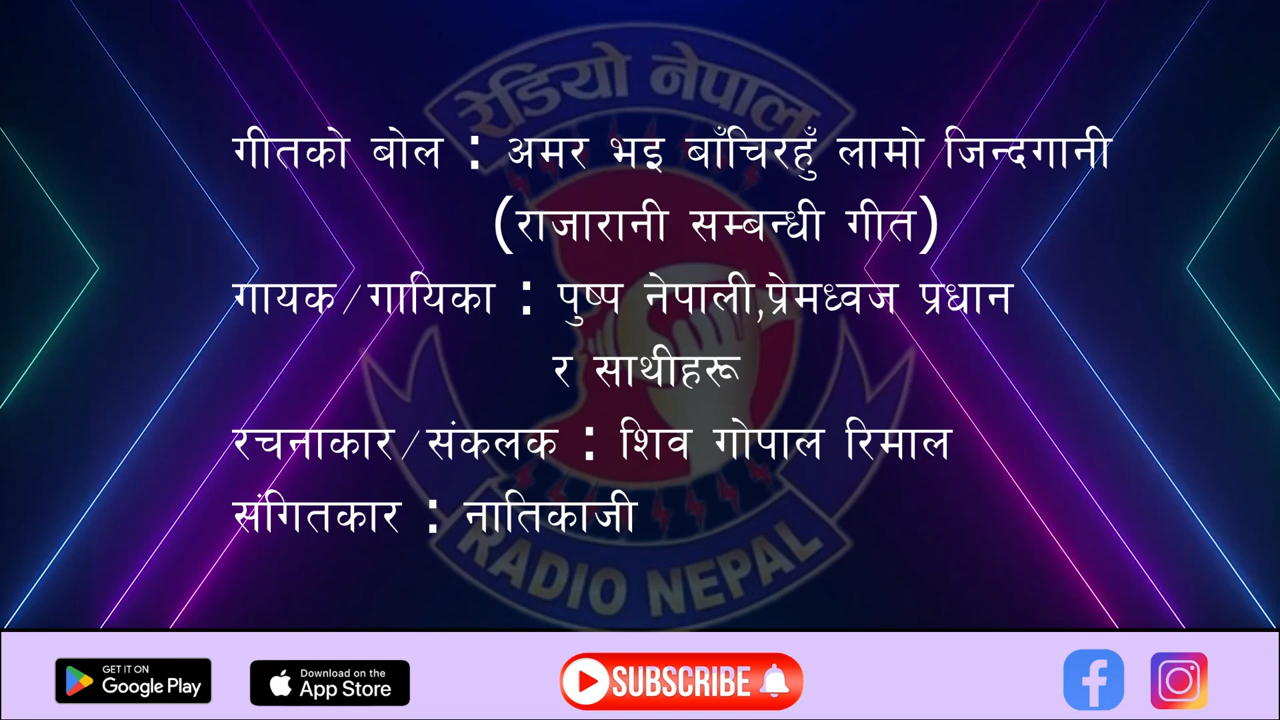 रेडियो नेपाल
गीतको बोल : अमर भइ बाँचिरहुँ लामो जिन्दगानी
(राजारानी सम्बन्धी गीत)
गायक/गायिका : पुष्प नेपाली,प्रेमध्वज प्रधान
र साथीहरू
रचनाकार/संकलक : शिव गोपाल रिमाल
संगितकार : नातिकाजी
RADIO NEPAL
GET IT ON
Google Play
Download on the
App Store
SUBSCRIBE